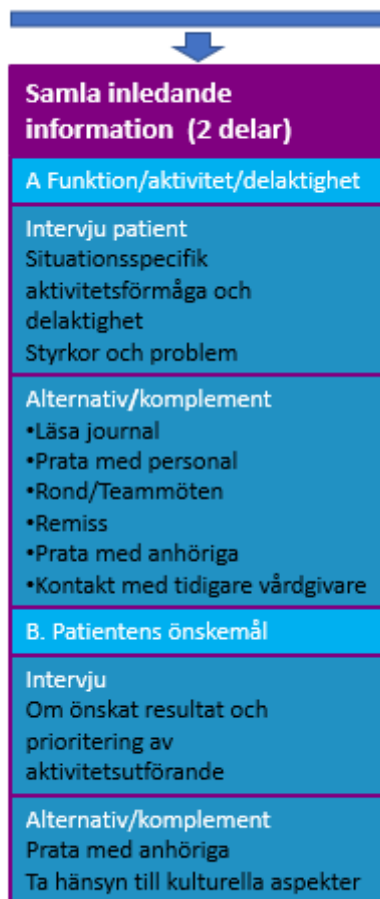 Samla inledande
information (2 delar)
A Funktion/aktivitet/delaktighet
Intervju patient
Situationsspecifik
aktivitetsförmåga och
delaktighet
Styrkor och problem
Alternativ/komplement
•Läsa journal
•Prata med personal
•Rond/Teammöten
•Remiss
•Prata med anhöriga
•Kontakt med tidigare vårdgivare
B. Patientens önskemål
Intervju
Om önskat resultat och
prioritering av
aktivitetsutförande
Alternativ/komplement
Prata med anhöriga
Ta hänsyn till kulturella aspekter